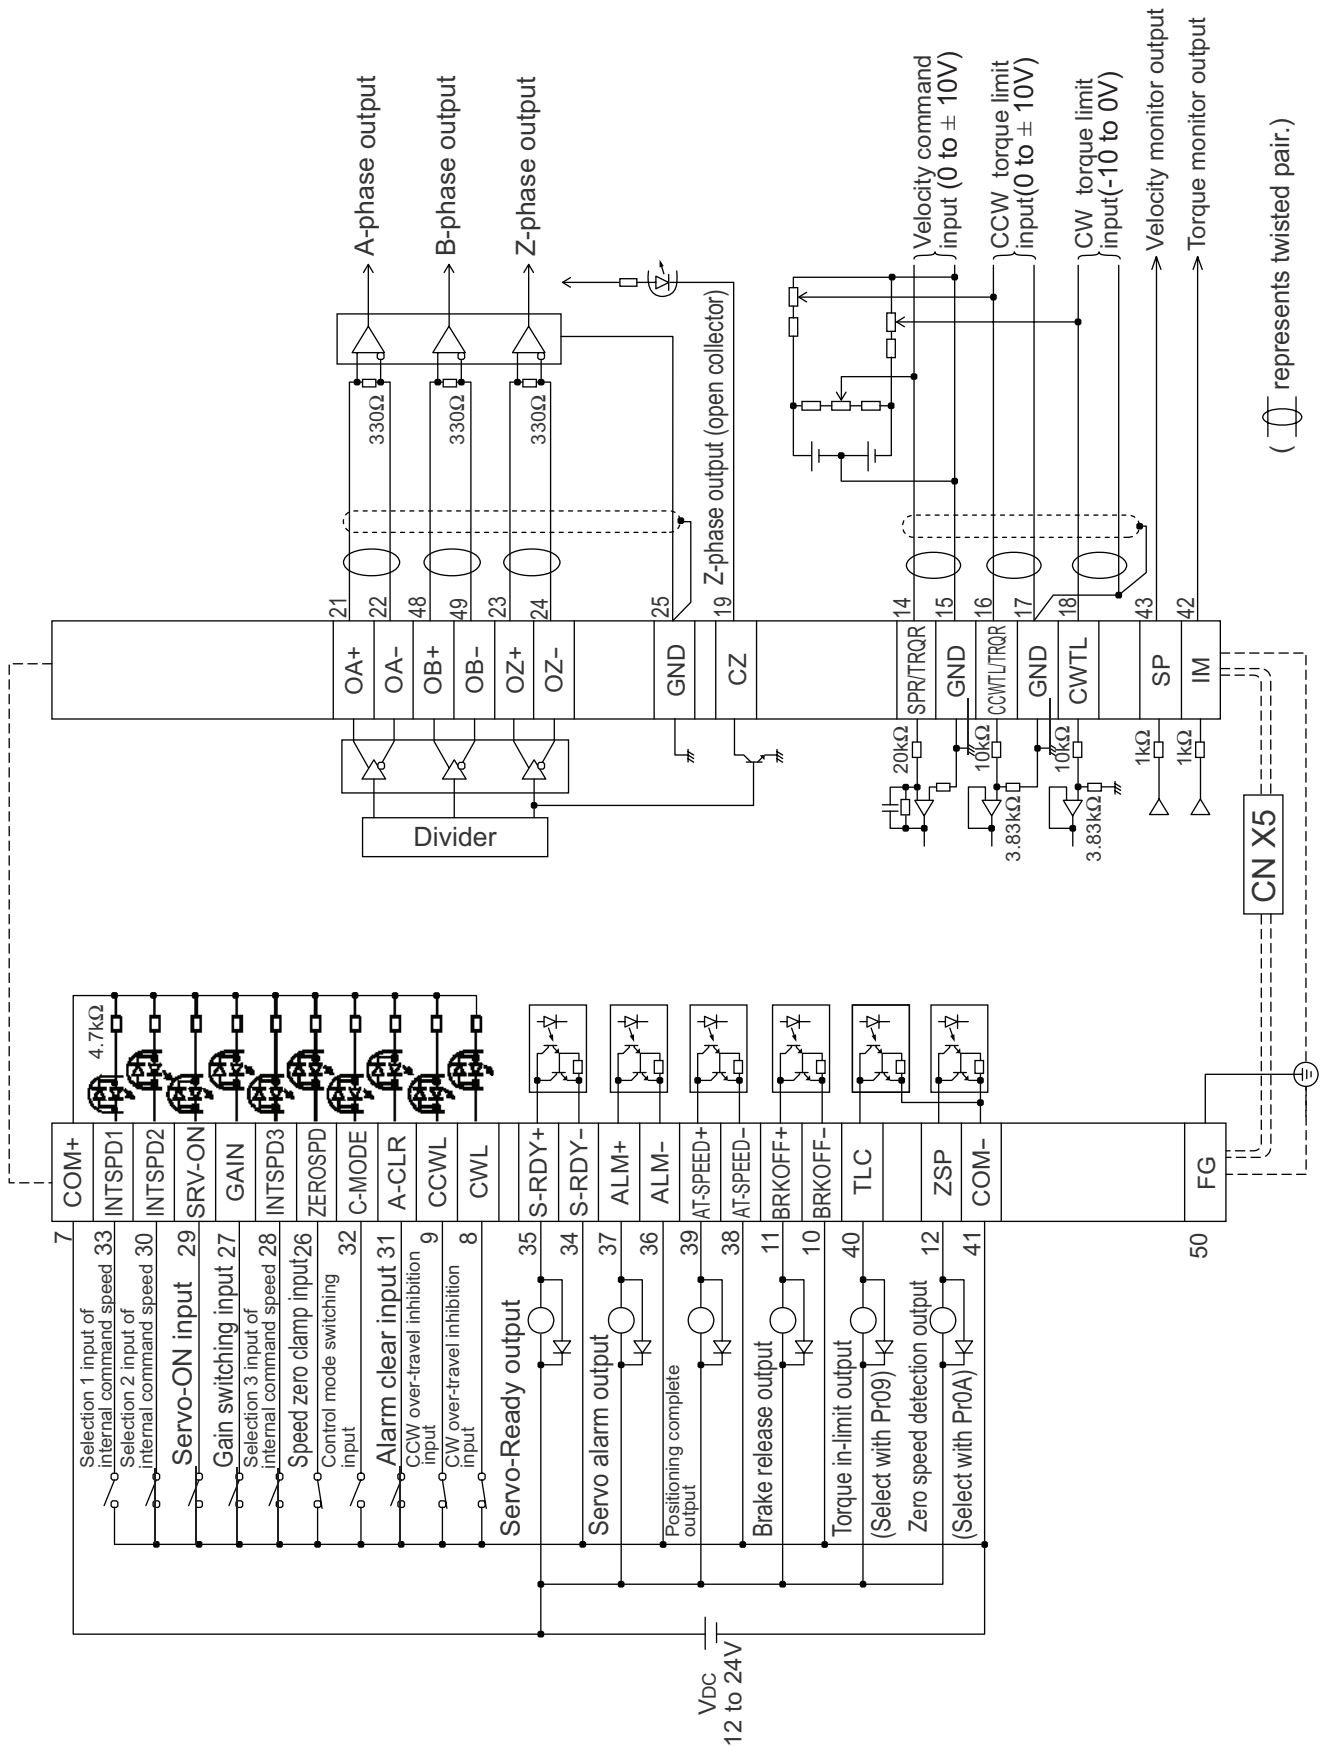 7
COM+
4.7kΩ
Selection 1 input of
internal command speed 33
INTSPD1
Selection 2 input of
internal command speed 30
INTSPD2
Servo-ON input 29
SRV-ON
Gain switching input 27
GAIN
Selection 3 input of
internal command speed 28
INTSPD3
Speed zero clamp input26
ZEROSPD
Control mode switching
input
32
C-MODE
Alarm clear input 31
A-CLR
CCW over-travel inhibition
input
9
CCWL
CW over-travel inhibition
input
8
CWL
Servo-Ready output
35
S-RDY+
34
S-RDY−
Servo alarm output
37
ALM+
36
ALM−
Positioning complete
output
39
AT-SPEED+
38
AT-SPEED−
Brake release output
11
BRKOFF+
10
BRKOFF−
Torque in-limit output
(Select with Pr09)
40
TLC
Zero speed detection output
(Select with Pr0A)
12
ZSP
41
COM−
50
FG
VDC
12 to 24V
CN X5
Divider
OA+
21
OA−
22
330Ω
A-phase output
OB+
48
OB−
49
330Ω
B-phase output
OZ+
23
OZ−
24
330Ω
Z-phase output
GND
25
CZ
19
Z-phase output (open collector)
20kΩ
SPR/TRQR
14
GND
15
Velocity command
input (0 to ± 10V)
10kΩ
3.83kΩ
CCWTL/TRQR
16
GND
17
CCW torque limit
input(0 to ± 10V)
10kΩ
3.83kΩ
CWTL
18
CW torque limit
input(-10 to 0V)
1kΩ
SP
43
Velocity monitor output
1kΩ
IM
42
Torque monitor output
( represents twisted pair.)